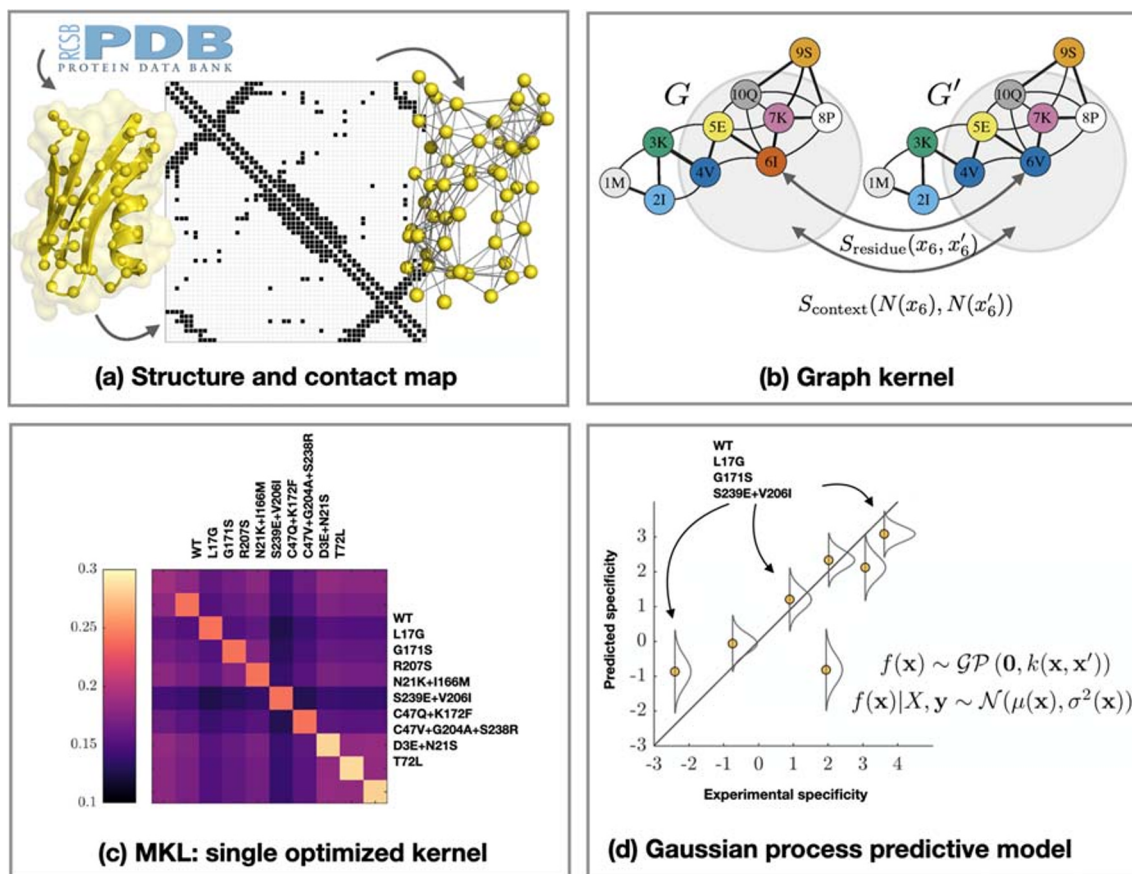 RCSB
PDB
PROTEIN DATA BANK
(a) Structure and contact map
G
G′
9S
10Q
7K
8P
5E
3K
6I
4V
1M
2I
9S
10Q
7K
8P
5E
3K
6V
4V
1M
2I
S_residue(x_6, x′_6)
S_context(N(x_6), N(x′_6))
(b) Graph kernel
WT
L17G
G171S
R207S
N21K+I166M
S239E+V206I
C47Q+K172F
C47V+G204A+S238R
D3E+N21S
T72L
0.3
0.2
0.15
0.1
WT
L17G
G171S
R207S
N21K+I166M
S239E+V206I
C47Q+K172F
C47V+G204A+S238R
D3E+N21S
T72L
(c) MKL: single optimized kernel
WT
L17G
G171S
S239E+V206I
Predicted specificity
3
2
1
0
-1
-2
-3
-3 -2 -1 0 1 2 3 4
Experimental specificity
f(x) ∼ GP (0, k(x, x′))
f(x)|X, y ∼ N(μ(x), σ²(x))
(d) Gaussian process predictive model